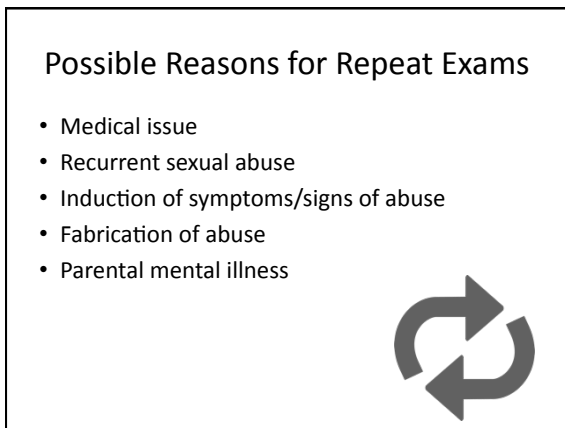 Possible Reasons for Repeat Exams
• Medical issue
• Recurrent sexual abuse
• Induction of symptoms/signs of abuse
• Fabrication of abuse
• Parental mental illness